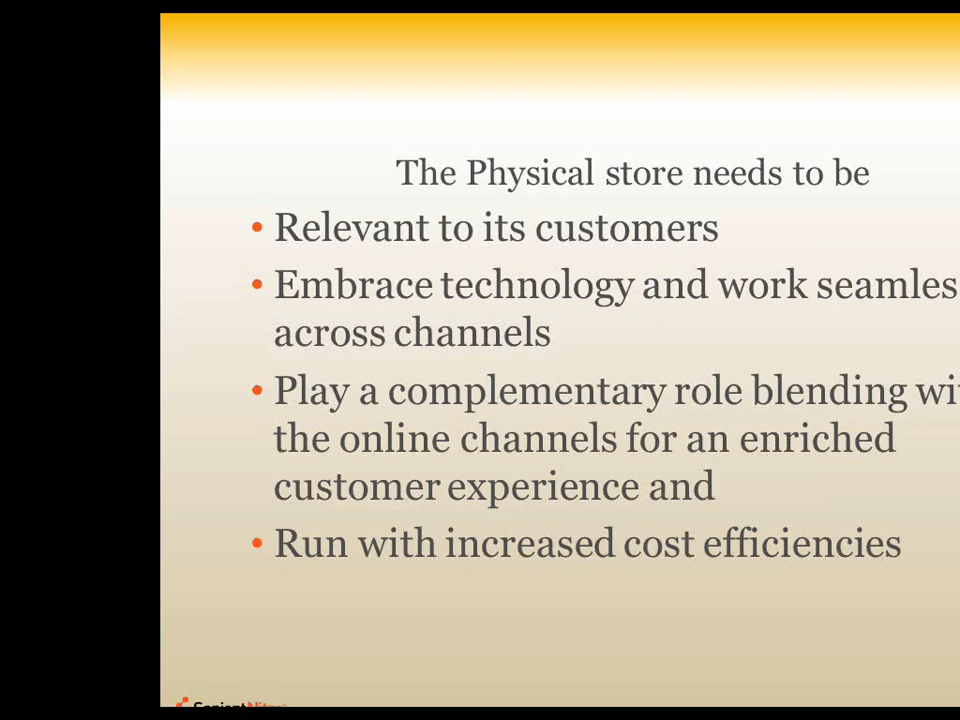 The Physical store needs to be
• Relevant to its customers
• Embrace technology and work seamles
across channels
• Play a complementary role blending wi
the online channels for an enriched
customer experience and
• Run with increased cost efficiencies